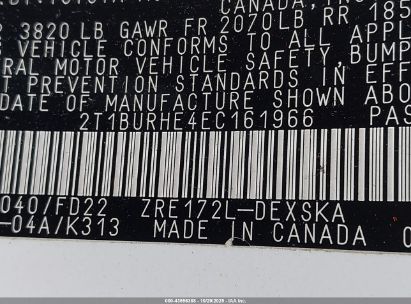 CANADA,
3820 LB GAWR FR 2070LB RR 185
S VEHICLE CONFORMS TO ALL APPL
RAL MOTOR VEHICLE SAFETY, BUMP
T PREVENTION STANDARDS IN EFF
DATE OF MANUFACTURE SHOWN ABO
2T1BURHE4EC161966 PAS
040/FD22 ZRE172L-DEXSKA
-04A/K313 MADE IN CANADA